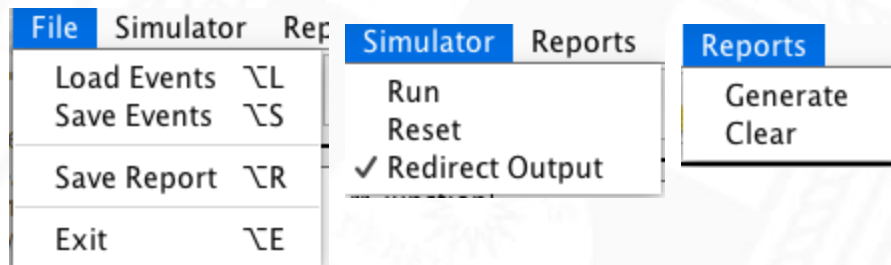 File Simulator Rep
Load Events ⌥L
Save Events ⌥S
Save Report ⌥R
Exit ⌥E
Simulator Reports
Run
Reset
✓ Redirect Output
Reports
Generate
Clear